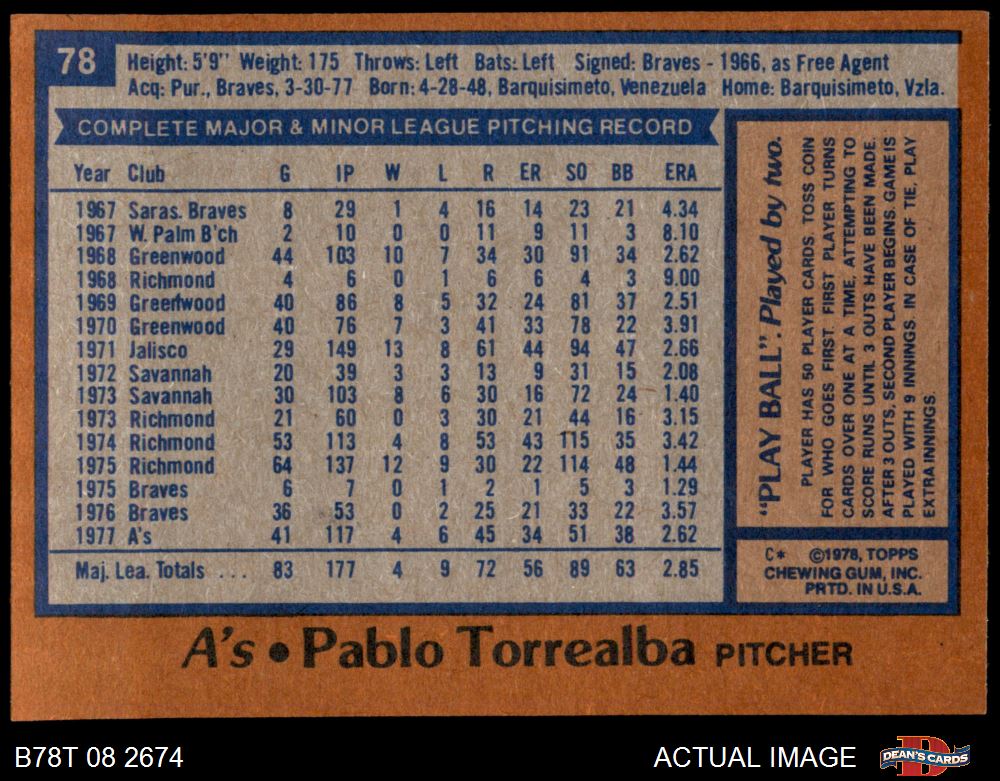 78
Height: 5'9" Weight: 175 Throws: Left Bats: Left Signed: Braves - 1966, as Free Agent
Acq: Pur., Braves, 3-30-77 Born: 4-28-48, Barquisimeto, Venezuela Home: Barquisimeto, Vzla.
COMPLETE MAJOR & MINOR LEAGUE PITCHING RECORD
Year Club G IP W L R ER SO BB ERA
1967 Saras. Braves 8 29 1 4 16 14 23 21 4.34
1967 W. Palm B'ch 2 10 0 0 11 9 11 3 8.10
1968 Greenwood 44 103 10 7 34 30 91 34 2.62
1968 Richmond 4 6 0 1 6 6 4 3 9.00
1969 Greenwood 40 86 8 5 32 24 81 37 2.51
1970 Greenwood 40 76 7 3 41 33 78 22 3.91
1971 Jalisco 29 149 13 8 61 44 94 47 2.66
1972 Savannah 20 39 3 3 13 9 31 15 2.08
1973 Savannah 30 103 8 6 30 16 72 24 1.40
1973 Richmond 21 60 0 3 30 21 44 16 3.15
1974 Richmond 53 113 4 8 53 43 115 35 3.42
1975 Richmond 64 137 12 9 30 22 114 48 1.44
1975 Braves 6 7 0 1 2 1 5 3 1.29
1976 Braves 36 53 0 2 25 21 33 22 3.57
1977 A's 41 117 4 6 45 34 51 38 2.62
Maj. Lea. Totals ... 83 177 4 9 72 56 89 63 2.85
"PLAY BALL". Played by two.
PLAYER HAS 50 PLAYER CARDS. TOSS COIN
FOR WHO GOES FIRST. FIRST PLAYER TURNS
CARDS OVER ONE AT A TIME, ATTEMPTING TO
SCORE RUNS UNTIL 3 OUTS HAVE BEEN MADE.
AFTER 3 OUTS, SECOND PLAYER BEGINS. GAME IS
PLAYED WITH 9 INNINGS. IN CASE OF TIE, PLAY
EXTRA INNINGS.
C* ©1978, TOPPS
CHEWING GUM, INC.
PRTD. IN U.S.A.
A's • Pablo Torrealba PITCHER
B78T 08 2674 ACTUAL IMAGE DEAN'S CARDS